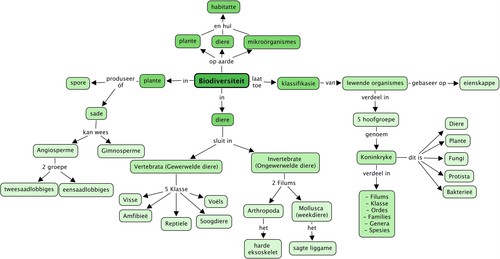 habitatte
en hul
plante
diere
mikroörganismes
op aarde
spore
produseer
óf
plante
in
Biodiversiteit
laat
toe
klassifikasie
van
lewende organismes
gebaseer op
eienskappe
in
verdeel in
sade
diere
5 hoofgroepe
kan wees
sluit in
genoem
Angiosperme
Gimnosperme
Vertebrata (Gewerwelde diere)
Invertebrate
(Ongewerwelde diere)
Koninkryke
dit is
Diere
Plante
Fungi
Protista
Bakterieë
2 groepe
tweesaadlobbiges
eensaadlobbiges
5 Klasse
Visse
Amfibieë
Reptiele
Soogdiere
Voëls
2 Filums
Arthropoda
Mollusca
(weekdiere)
het
het
harde
eksoskelet
sagte liggame
verdeel in
- Filums
- Klasse
- Ordes
- Families
- Genera
- Spesies